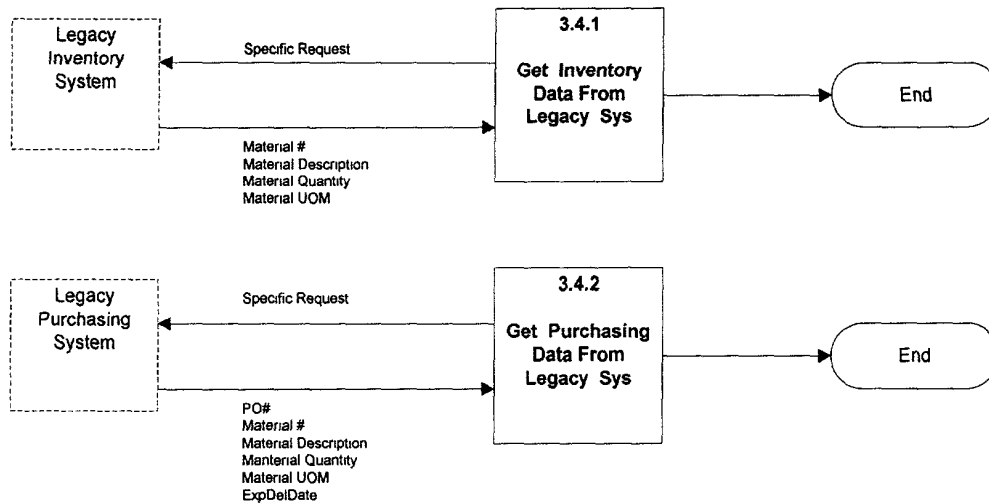 Legacy
Inventory
System
Specific Request
Material #
Material Description
Material Quantity
Material UOM
3.4.1
Get Inventory
Data From
Legacy Sys
End
Legacy
Purchasing
System
Specific Request
PO#
Material #
Material Description
Manterial Quantity
Material UOM
ExpDelDate
3.4.2
Get Purchasing
Data From
Legacy Sys
End